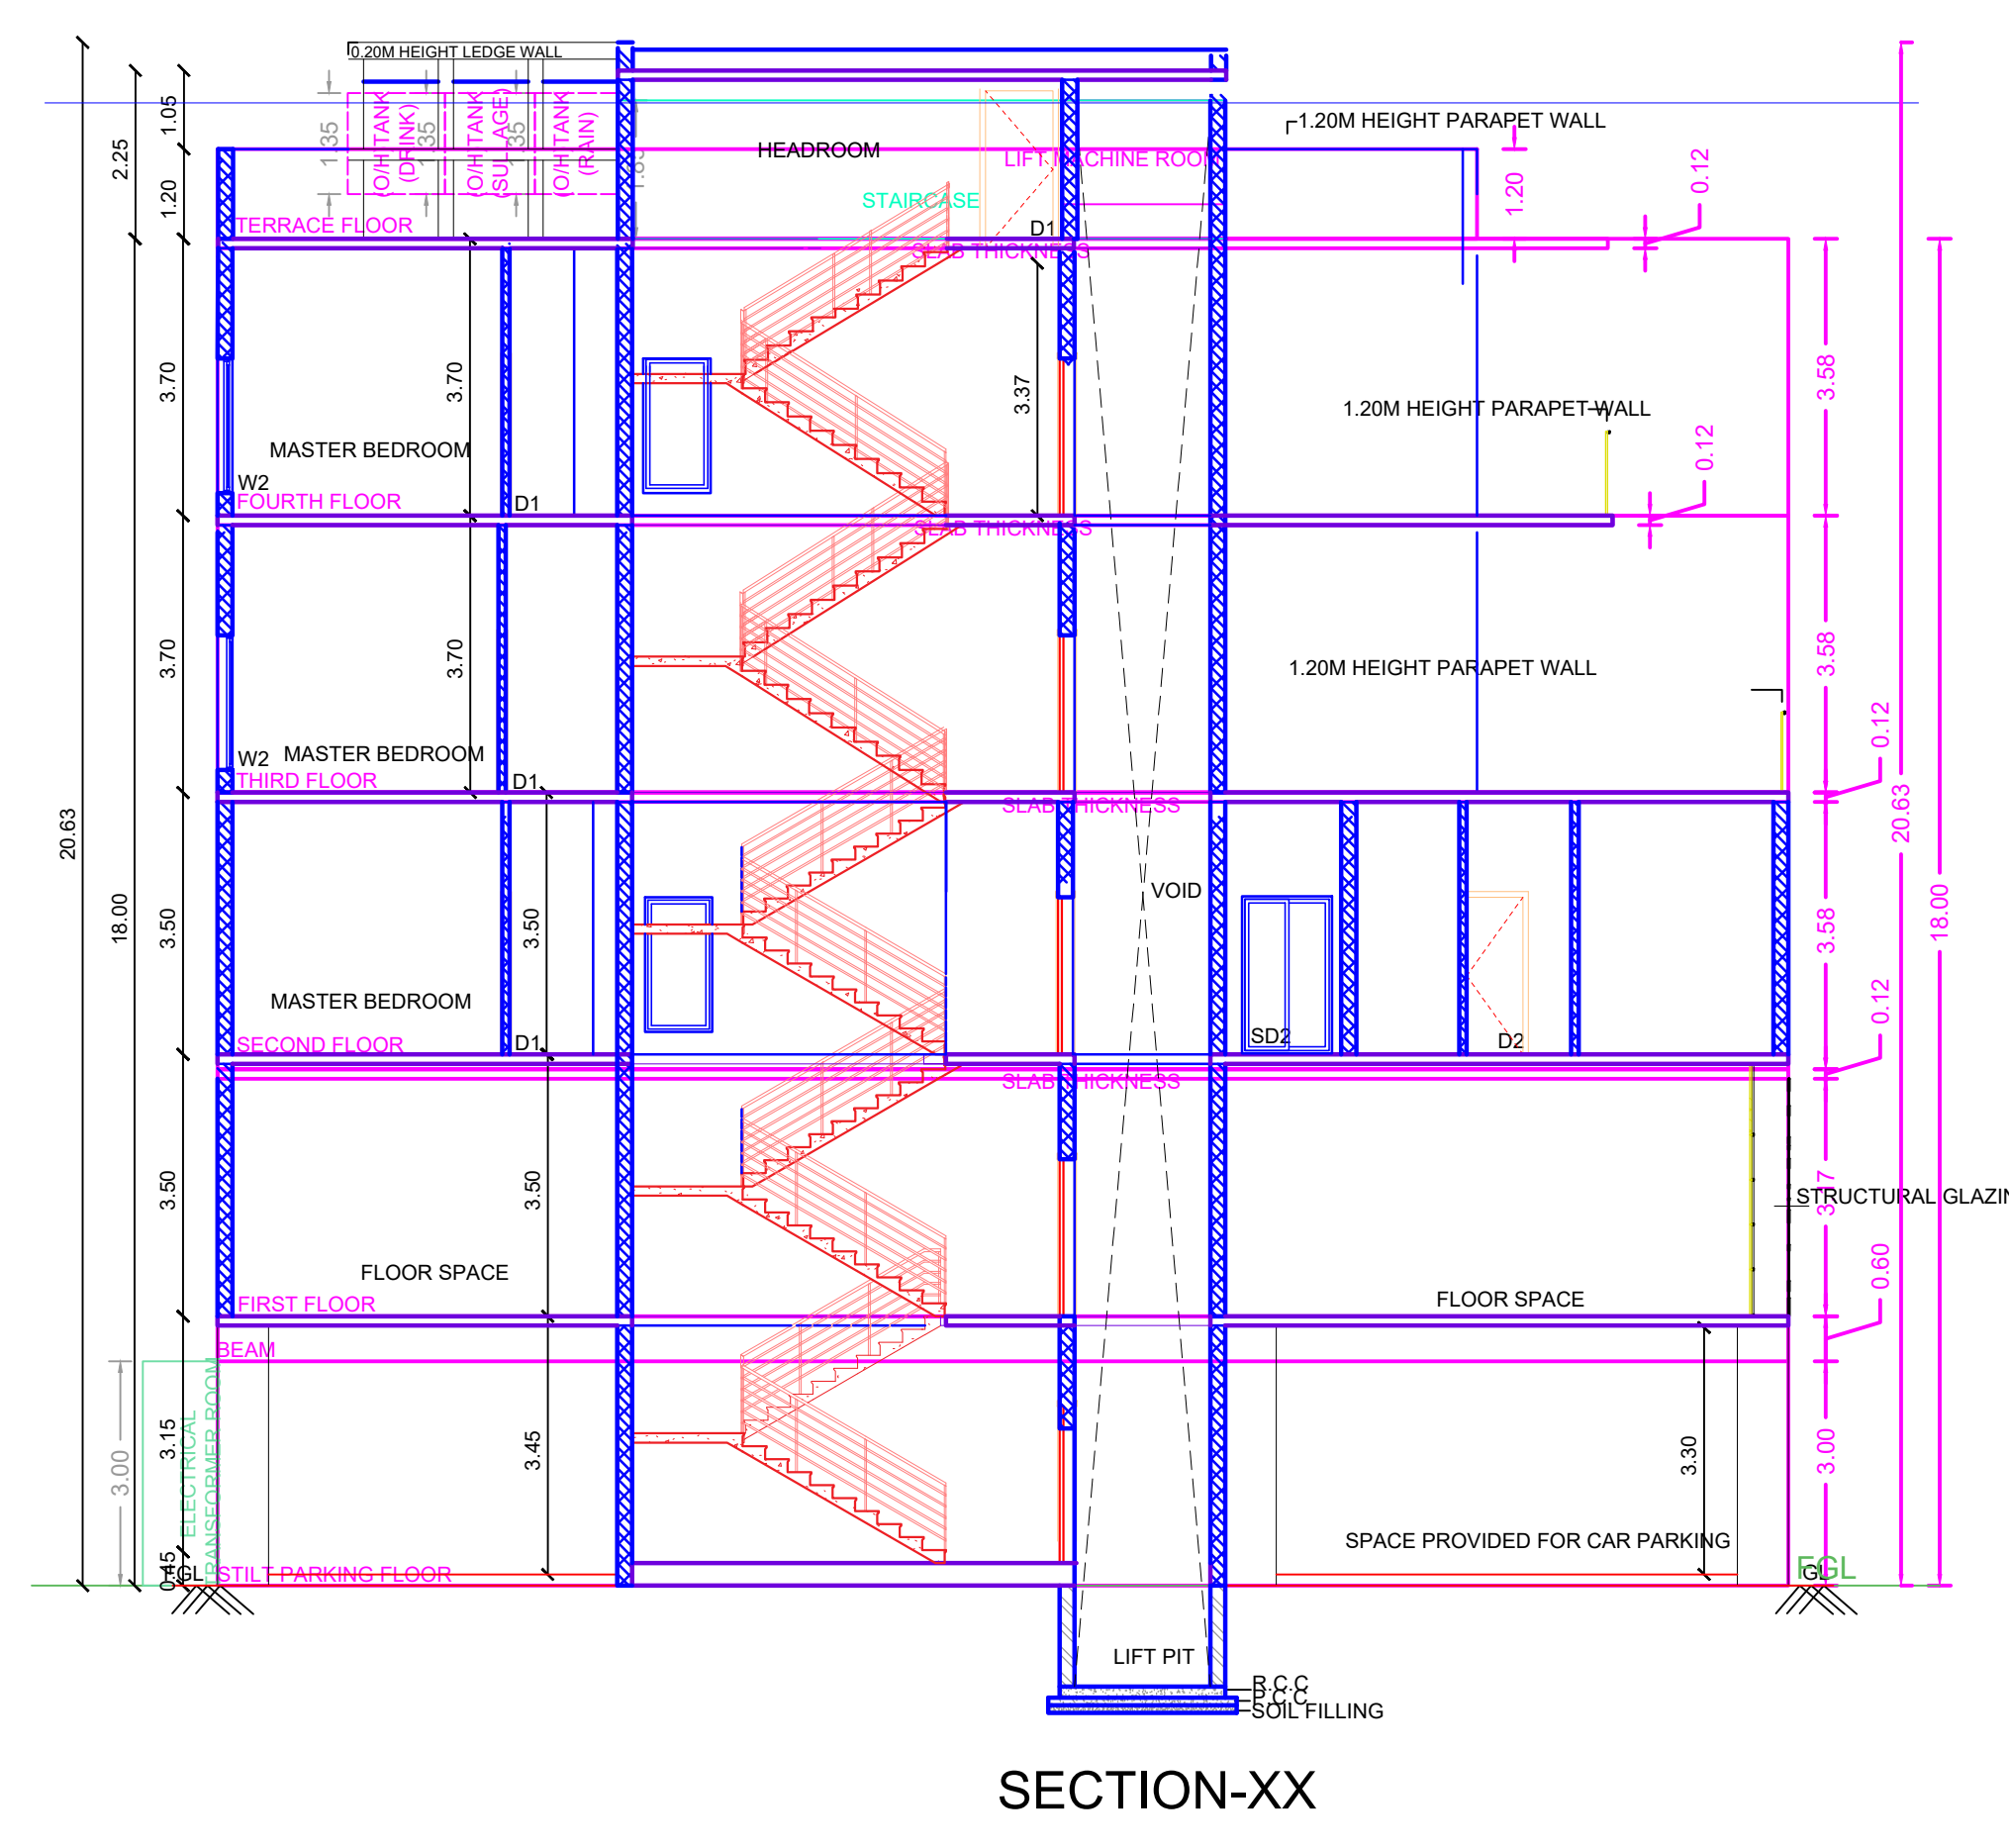 0.20M HEIGHT LEDGE WALL
1.05
2.25
1.20
1.35
(O/H TANK
(DRINK)
(O/H TANK
(SULLAGE)
(O/H TANK
(RAIN)
HEADROOM
LIFT MACHINE ROOM
1.20M HEIGHT PARAPET WALL
1.20
0.12
STAIRCASE
D1
TERRACE FLOOR
SLAB THICKNESS
3.70
3.70
3.37
3.58
1.20M HEIGHT PARAPET WALL
0.12
MASTER BEDROOM
W2
FOURTH FLOOR
D1
SLAB THICKNESS
3.70
3.70
3.58
1.20M HEIGHT PARAPET WALL
0.12
MASTER BEDROOM
W2
THIRD FLOOR
D1
SLAB THICKNESS
20.63
18.00
3.50
3.50
VOID
3.58
20.63
18.00
MASTER BEDROOM
SECOND FLOOR
D1
SD2
D2
0.12
SLAB THICKNESS
3.50
3.50
3.17
STRUCTURAL GLAZIN
FLOOR SPACE
FLOOR SPACE
FIRST FLOOR
0.60
BEAM
3.00
ELECTRICAL
TRANSFORMER ROOM
3.15
3.45
3.30
3.00
SPACE PROVIDED FOR CAR PARKING
0.45
STILT PARKING FLOOR
FGL
GL
LIFT PIT
R.C.C
P.C.C
SOIL FILLING
SECTION-XX